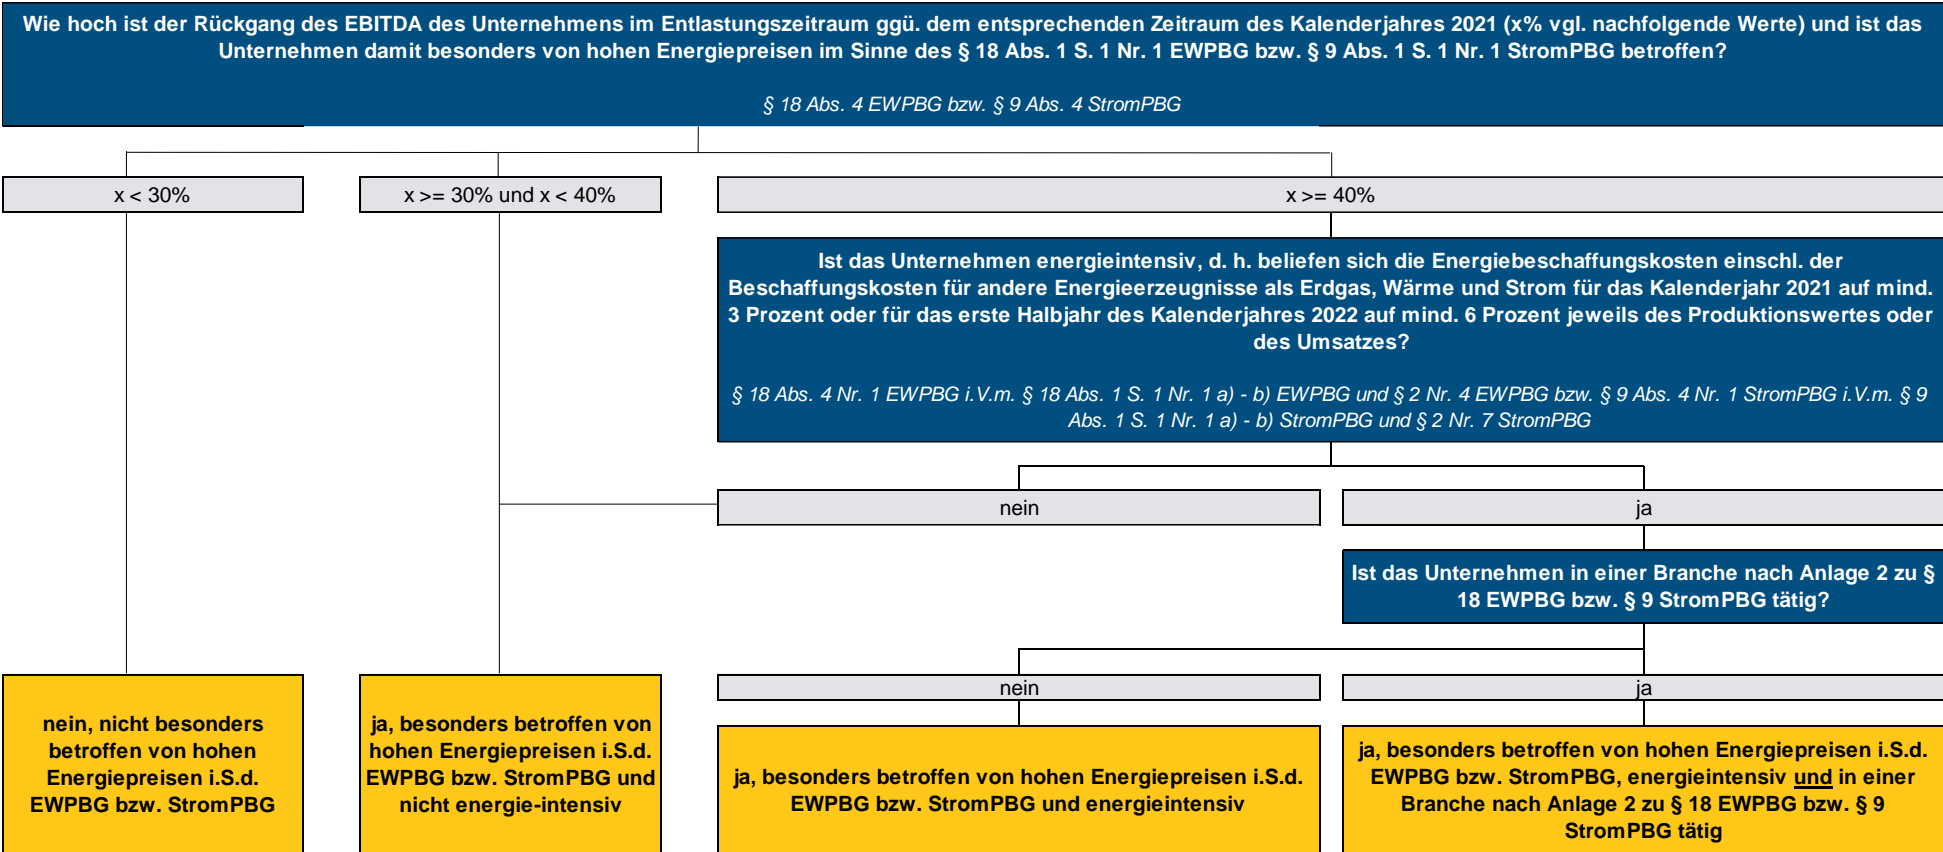 Wie hoch ist der Rückgang des EBITDA des Unternehmens im Entlastungszeitraum ggü. dem entsprechenden Zeitraum des Kalenderjahres 2021 (x% vgl. nachfolgende Werte) und ist das
Unternehmen damit besonders von hohen Energiepreisen im Sinne des § 18 Abs. 1 S. 1 Nr. 1 EWPBG bzw. § 9 Abs. 1 S. 1 Nr. 1 StromPBG betroffen?
§ 18 Abs. 4 EWPBG bzw. § 9 Abs. 4 StromPBG
x < 30%
x >= 30% und x < 40%
x >= 40%
Ist das Unternehmen energieintensiv, d. h. beliefen sich die Energiebeschaffungskosten einschl. der
Beschaffungskosten für andere Energieerzeugnisse als Erdgas, Wärme und Strom für das Kalenderjahr 2021 auf mind.
3 Prozent oder für das erste Halbjahr des Kalenderjahres 2022 auf mind. 6 Prozent jeweils des Produktionswertes oder
des Umsatzes?
§ 18 Abs. 4 Nr. 1 EWPBG i.V.m. § 18 Abs. 1 S. 1 Nr. 1 a) - b) EWPBG und § 2 Nr. 4 EWPBG bzw. § 9 Abs. 4 Nr. 1 StromPBG i.V.m. § 9
Abs. 1 S. 1 Nr. 1 a) - b) StromPBG und § 2 Nr. 7 StromPBG
nein
ja
Ist das Unternehmen in einer Branche nach Anlage 2 zu §
18 EWPBG bzw. § 9 StromPBG tätig?
nein
ja
nein, nicht besonders
betroffen von hohen
Energiepreisen i.S.d.
EWPBG bzw. StromPBG
ja, besonders betroffen von
hohen Energiepreisen i.S.d.
EWPBG bzw. StromPBG und
nicht energie-intensiv
ja, besonders betroffen von hohen Energiepreisen i.S.d.
EWPBG bzw. StromPBG und energieintensiv
ja, besonders betroffen von hohen Energiepreisen i.S.d.
EWPBG bzw. StromPBG, energieintensiv und in einer
Branche nach Anlage 2 zu § 18 EWPBG bzw. § 9
StromPBG tätig